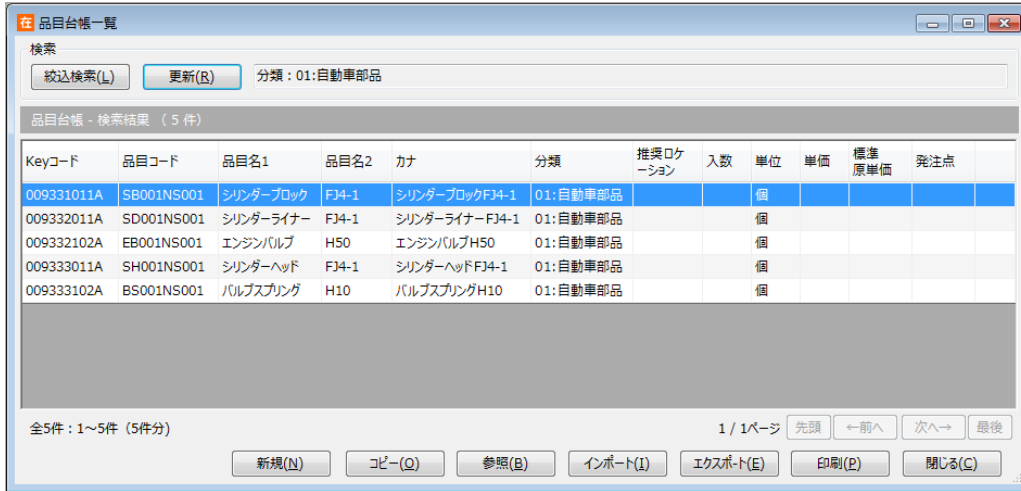 在 品目台帳一覧
検索
絞込検索(L) 更新(R) 分類：01:自動車部品
品目台帳 - 検索結果 （ 5 件）
Keyコード 品目コード 品目名1 品目名2 カナ 分類 推奨ロケーション 入数 単位 単価 標準原単価 発注点
009331011A SB001NS001 シリンダーブロック FJ4-1 シリンダーブロックFJ4-1 01:自動車部品 個
009332011A SD001NS001 シリンダーライナー FJ4-1 シリンダーライナーFJ4-1 01:自動車部品 個
009332102A EB001NS001 エンジンバルブ H50 エンジンバルブH50 01:自動車部品 個
009333011A SH001NS001 シリンダーヘッド FJ4-1 シリンダーヘッドFJ4-1 01:自動車部品 個
009333102A BS001NS001 バルブスプリング H10 バルブスプリングH10 01:自動車部品 個
全5件：1～5件（5件分） 1 / 1ページ 先頭 ←前へ 次へ→ 最後
新規(N) コピー(O) 参照(B) インポート(I) エクスポート(E) 印刷(P) 閉じる(C)